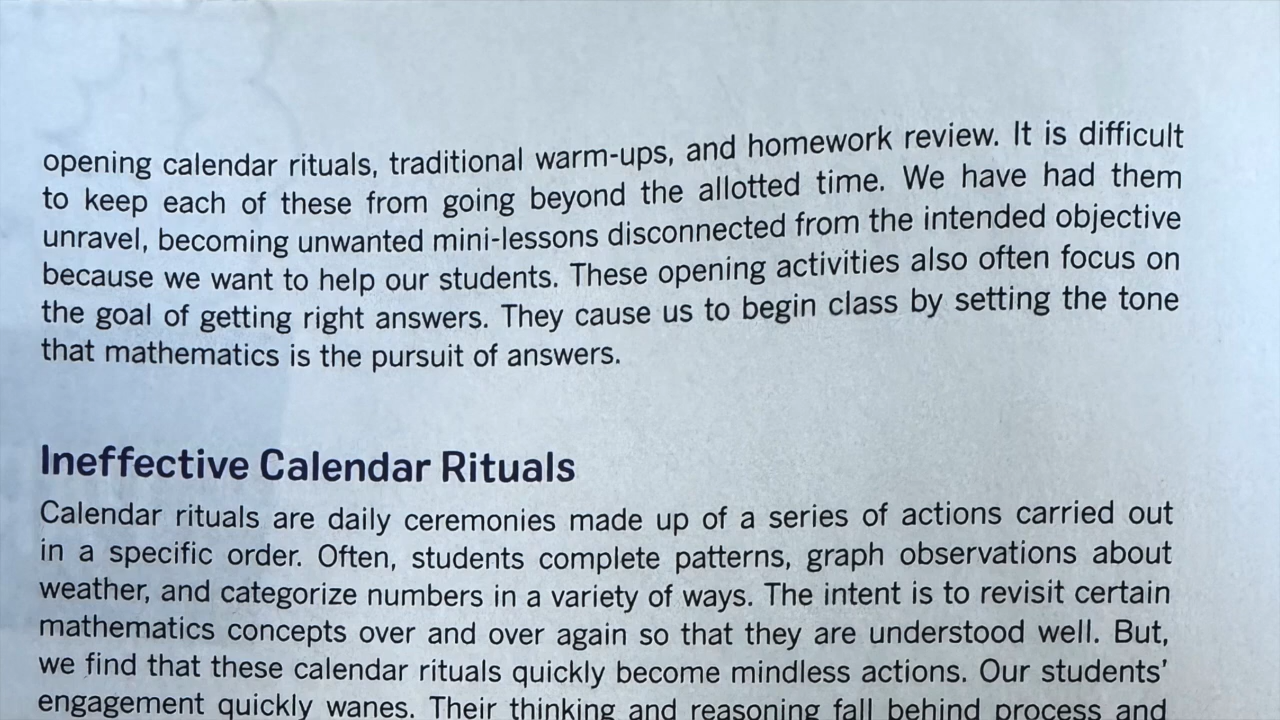 opening calendar rituals, traditional warm-ups, and homework review. It is difficult
to keep each of these from going beyond the allotted time. We have had them
unravel, becoming unwanted mini-lessons disconnected from the intended objective
because we want to help our students. These opening activities also often focus on
the goal of getting right answers. They cause us to begin class by setting the tone
that mathematics is the pursuit of answers.
Ineffective Calendar Rituals
Calendar rituals are daily ceremonies made up of a series of actions carried out
in a specific order. Often, students complete patterns, graph observations about
weather, and categorize numbers in a variety of ways. The intent is to revisit certain
mathematics concepts over and over again so that they are understood well. But,
we find that these calendar rituals quickly become mindless actions. Our students’
engagement quickly wanes. Their thinking and reasoning fall behind process and